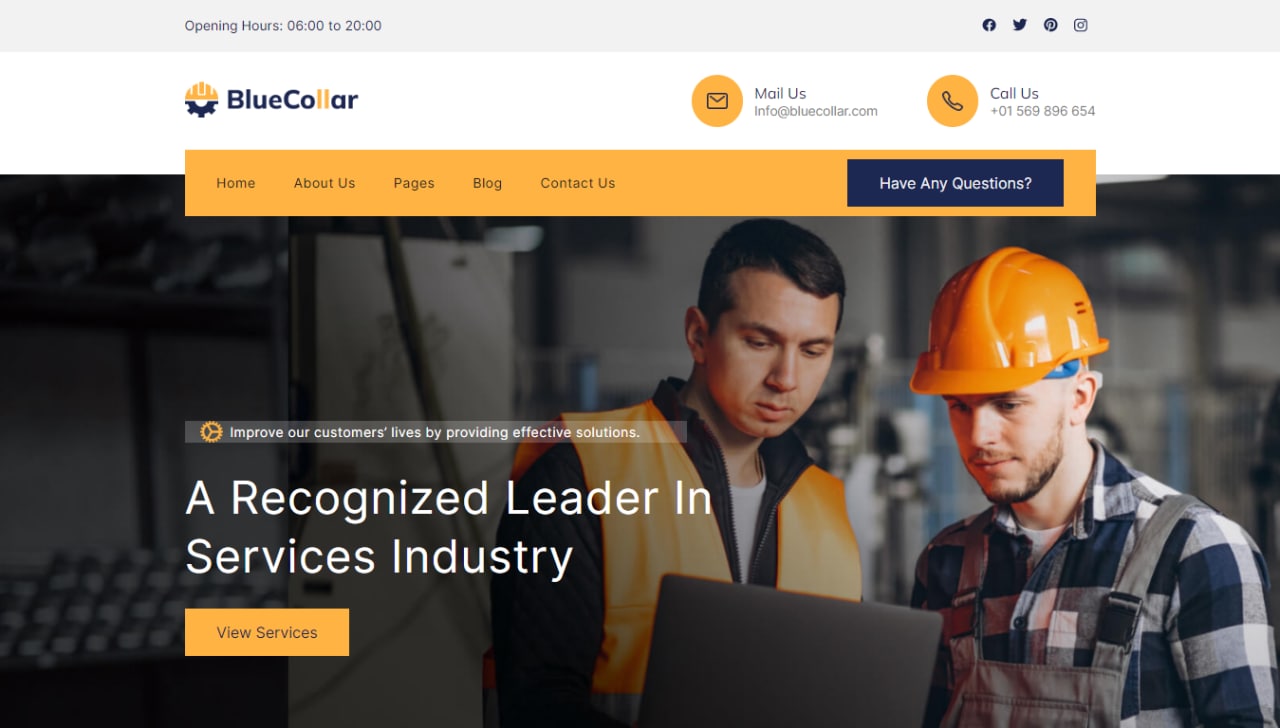 Opening Hours: 06:00 to 20:00
BlueCollar
Mail Us
Info@bluecollar.com
Call Us
+01 569 896 654
Home
About Us
Pages
Blog
Contact Us
Have Any Questions?
Improve our customers’ lives by providing effective solutions.
A Recognized Leader In
Services Industry
View Services